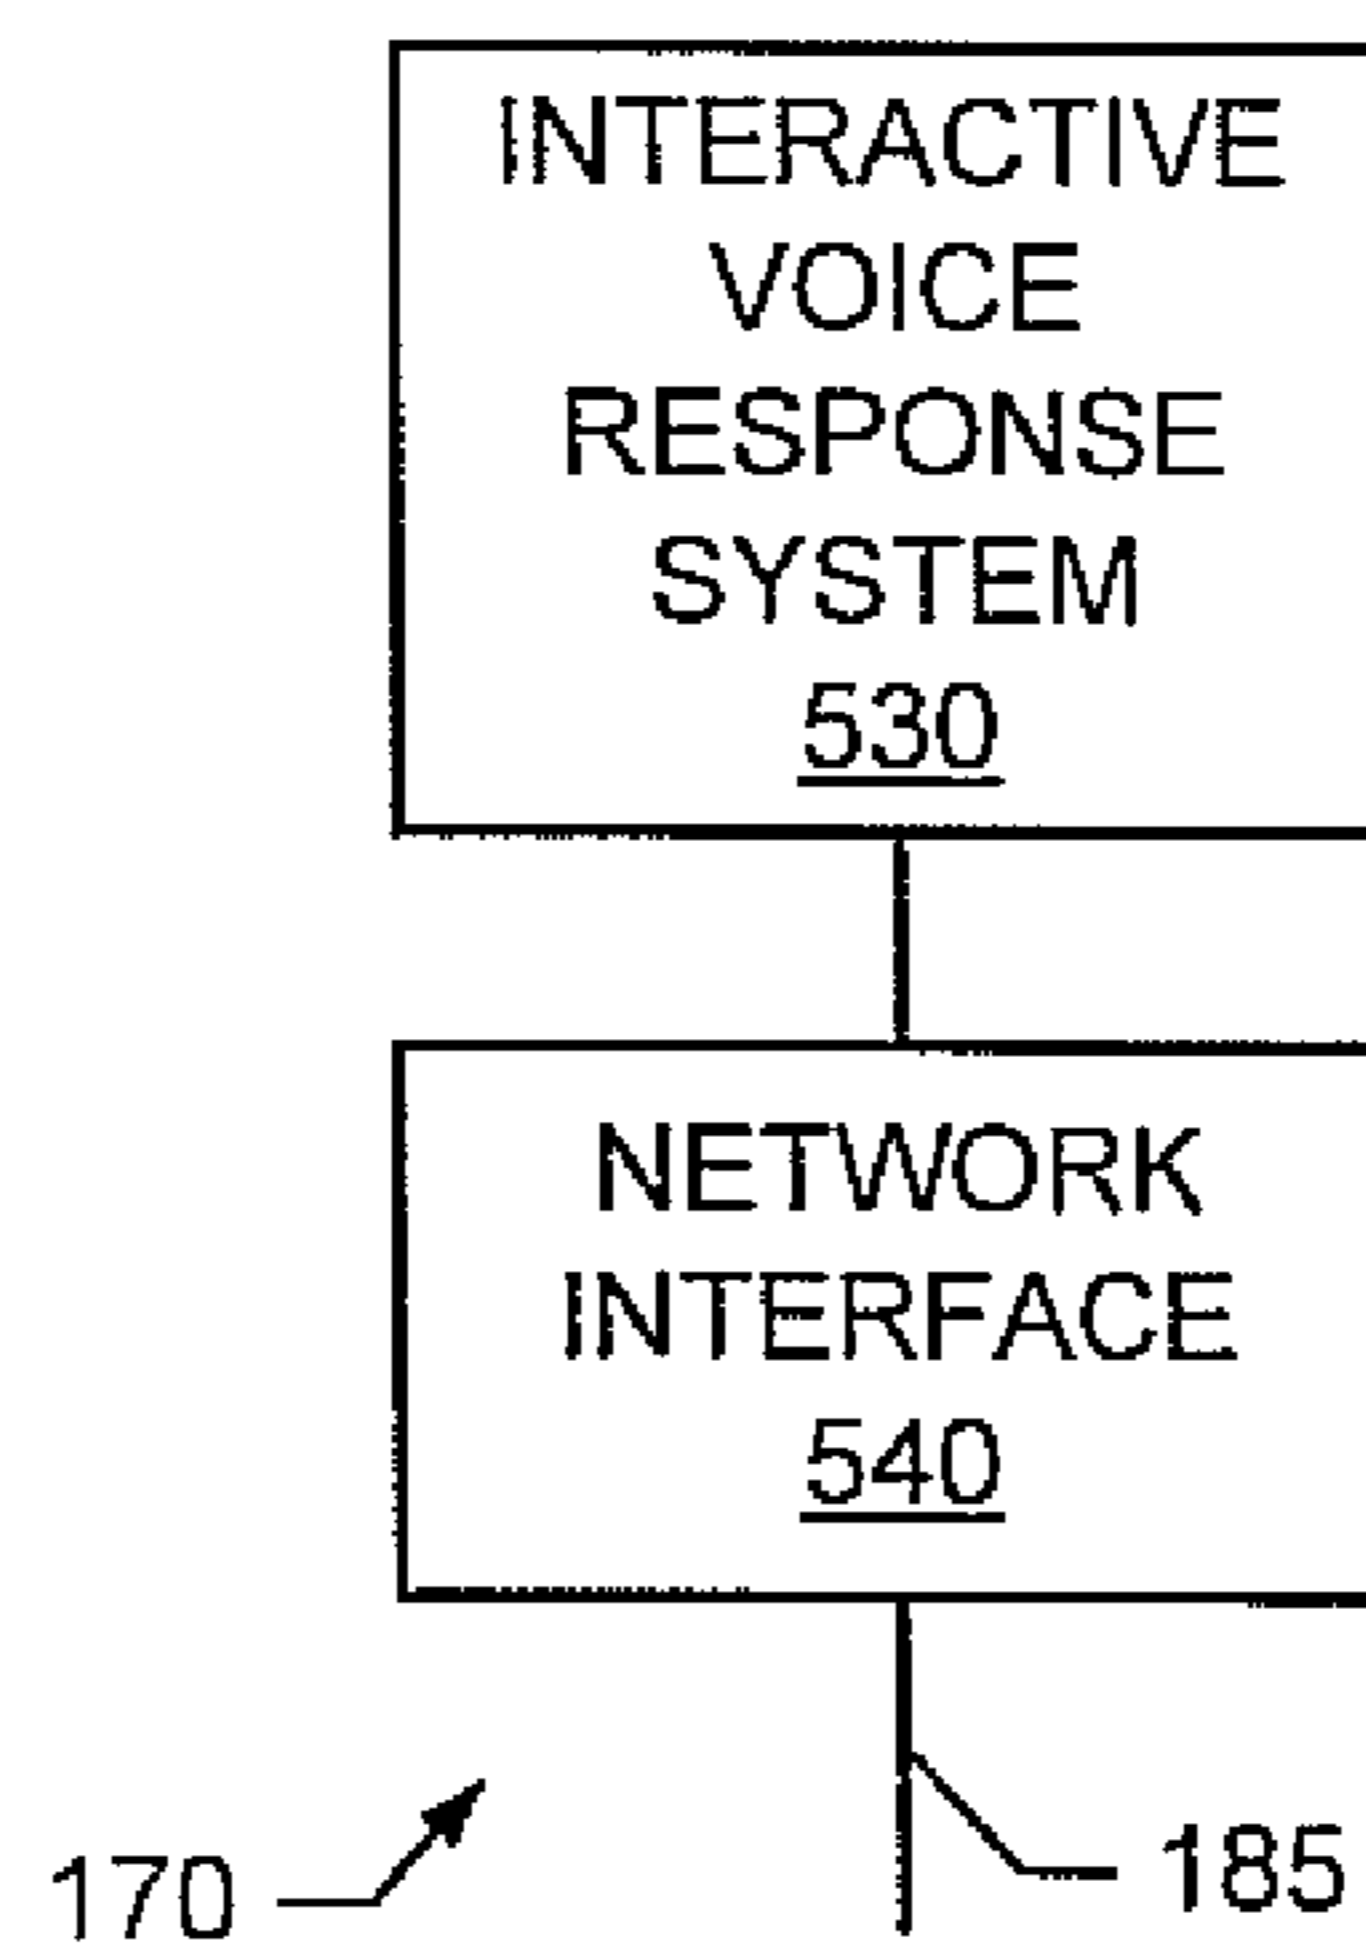 INTERACTIVE
VOICE
RESPONSE
SYSTEM
530
NETWORK
INTERFACE
540
170
185